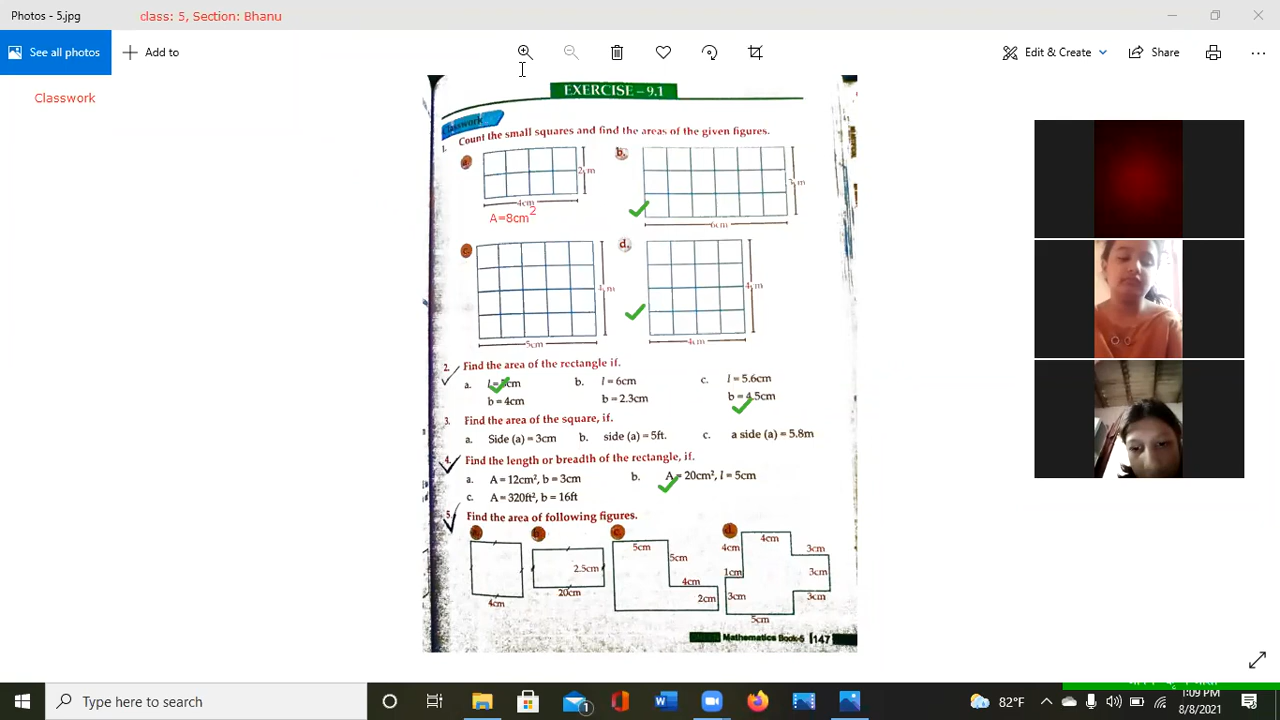 Photos - 5.jpg
class: 5, Section: Bhanu
See all photos
Add to
Edit & Create
Share
Classwork
EXERCISE - 9.1
Classwork
1. Count the small squares and find the areas of the given figures.
a.
2cm
4cm
A=8cm2
b.
3cm
6cm
c.
4cm
5cm
d.
4cm
4cm
2. Find the area of the rectangle if.
a. b. l = 6cm c. l = 5.6cm
b = 4cm b = 2.3cm b = 4.5cm
3. Find the area of the square, if.
a. Side (a) = 3cm b. side (a) = 5ft. c. a side (a) = 5.8m
4. Find the length or breadth of the rectangle, if.
a. A = 12cm², b = 3cm b. A = 20cm², l = 5cm
c. A = 320ft², b = 16ft
5. Find the area of following figures.
a.
4cm
b.
2.5cm
20cm
c.
5cm
5cm
4cm
2cm
d.
4cm
4cm
3cm
1cm
3cm
3cm
3cm
5cm
Mathematics Book-5 147
Type here to search
1
82°F
1:09 PM
8/8/2021